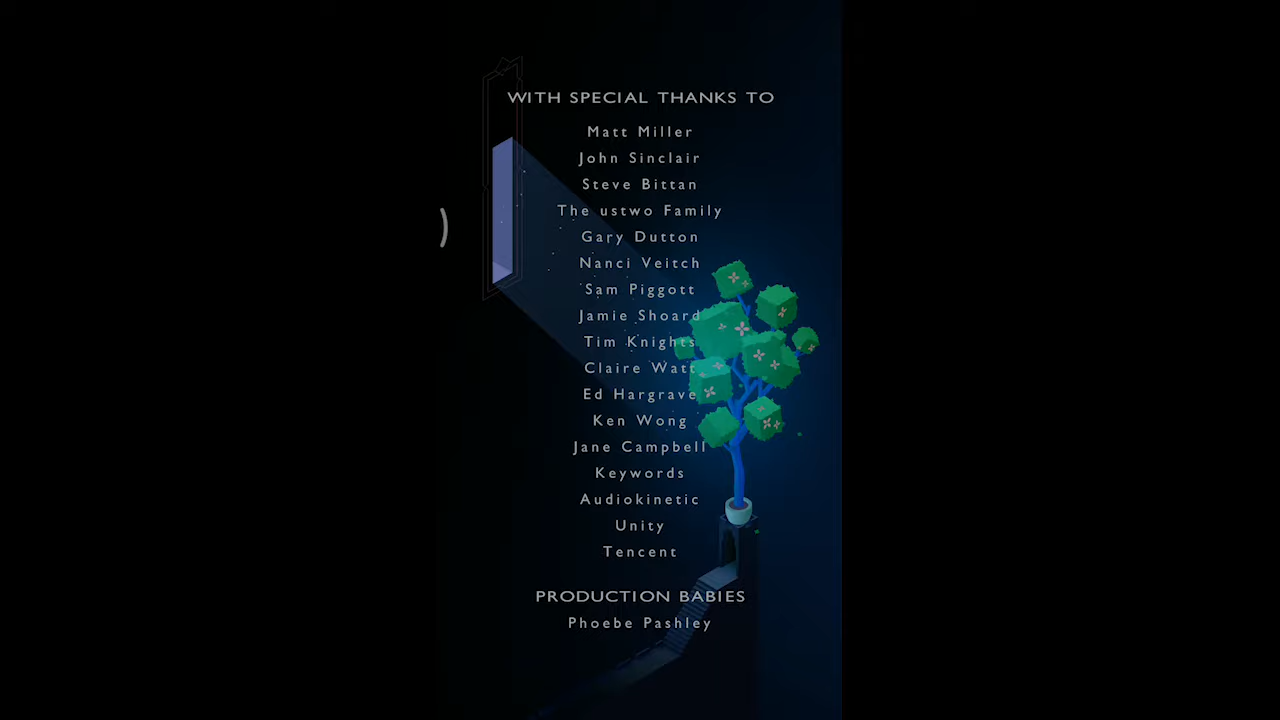 WITH SPECIAL THANKS TO
Matt Miller
John Sinclair
Steve Bittan
The ustwo Family
Gary Dutton
Nanci Veitch
Sam Piggott
Jamie Shoard
Tim Knights
Claire Watt
Ed Hargrave
Ken Wong
Jane Campbell
Keywords
Audiokinetic
Unity
Tencent
PRODUCTION BABIES
Phoebe Pashley